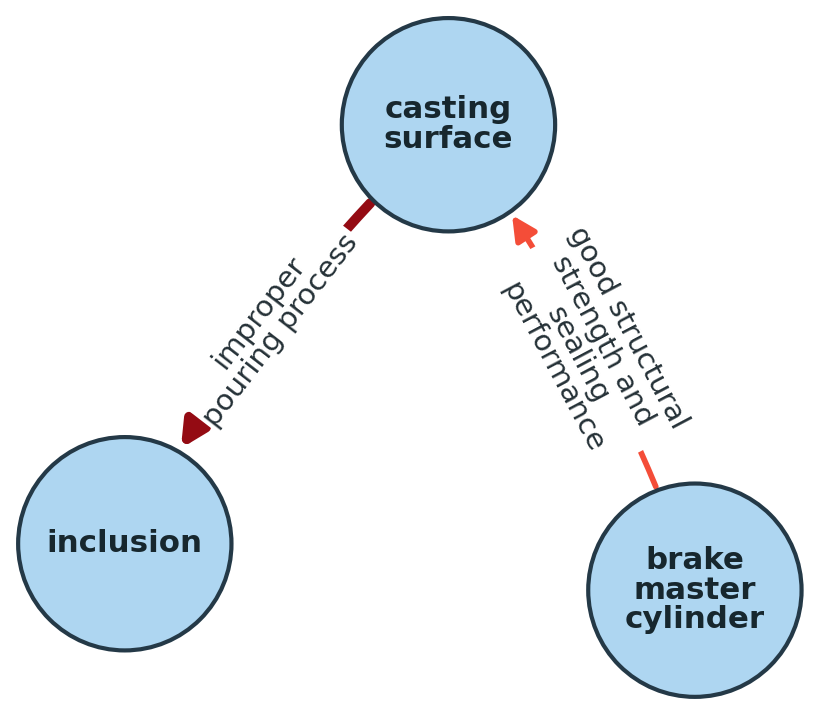 casting
surface
improper
pouring process
good structural
strength and
sealing
performance
inclusion
brake
master
cylinder